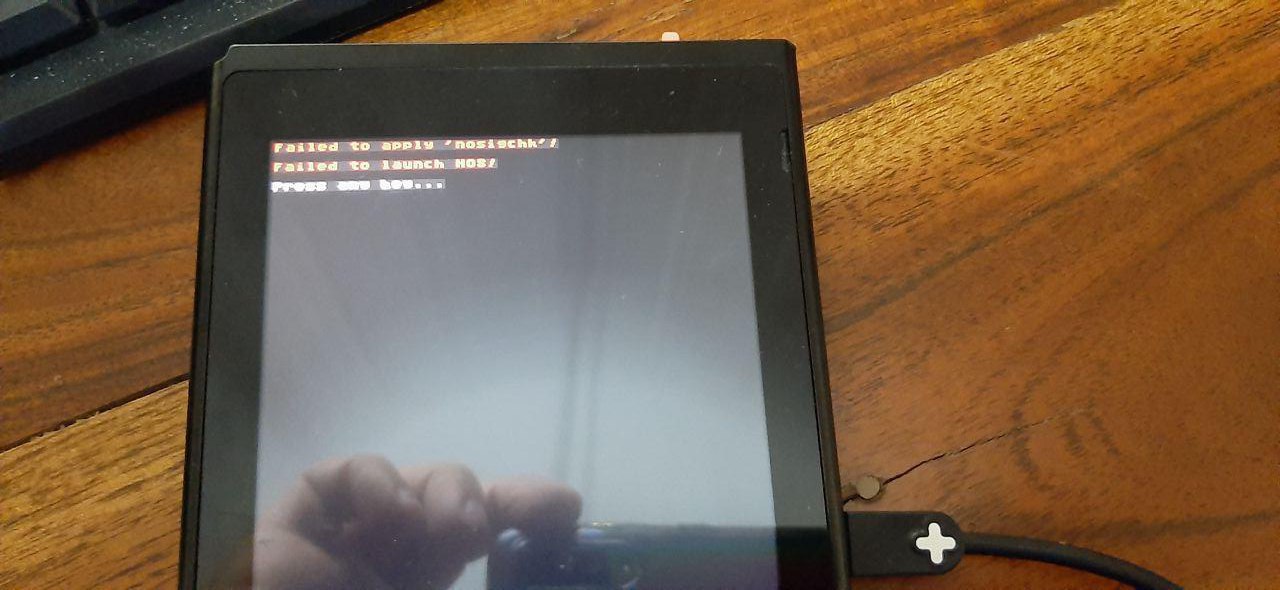 Failed to apply 'nosigchk'!
Failed to launch HOS!
Press any key...